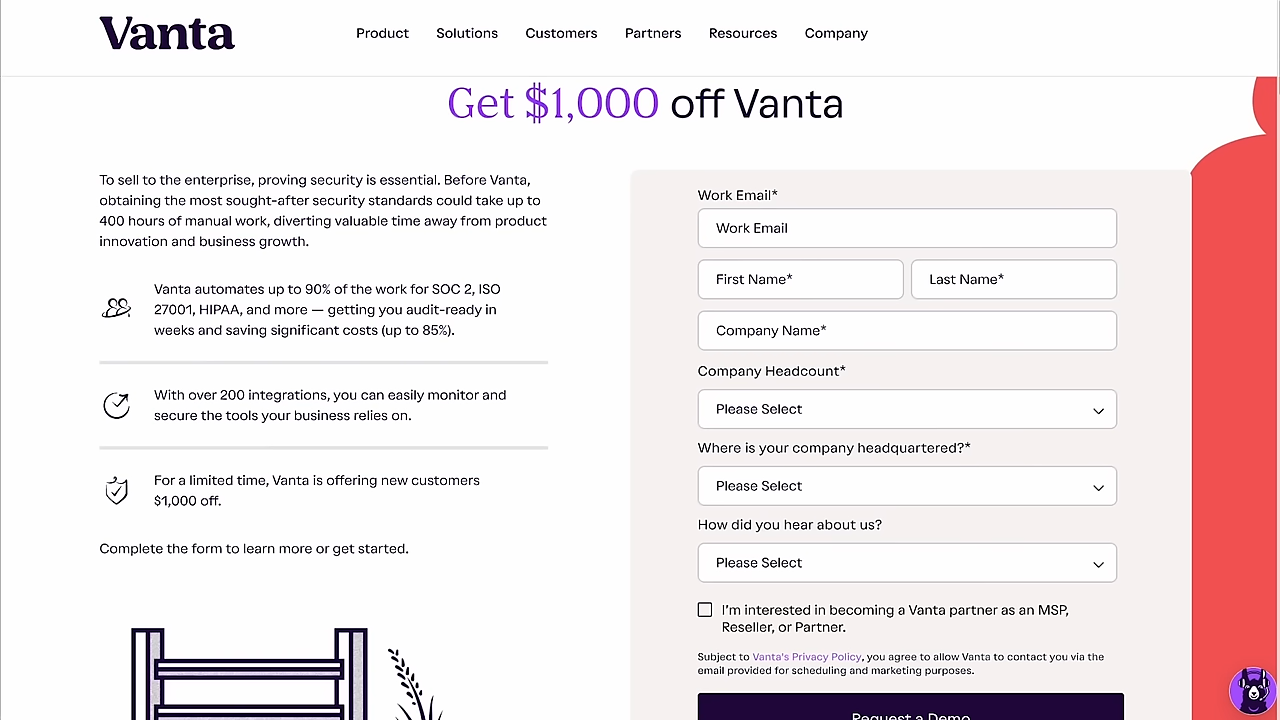 Vanta
Product Solutions Customers Partners Resources Company
Get $1,000 off Vanta
To sell to the enterprise, proving security is essential. Before Vanta,
obtaining the most sought-after security standards could take up to
400 hours of manual work, diverting valuable time away from product
innovation and business growth.
Vanta automates up to 90% of the work for SOC 2, ISO
27001, HIPAA, and more — getting you audit-ready in
weeks and saving significant costs (up to 85%).
With over 200 integrations, you can easily monitor and
secure the tools your business relies on.
For a limited time, Vanta is offering new customers
$1,000 off.
Complete the form to learn more or get started.
Work Email*
Work Email
First Name* Last Name*
Company Name*
Company Headcount*
Please Select
Where is your company headquartered?*
Please Select
How did you hear about us?
Please Select
I'm interested in becoming a Vanta partner as an MSP,
Reseller, or Partner.
Subject to Vanta's Privacy Policy, you agree to allow Vanta to contact you via the
email provided for scheduling and marketing purposes.
Request a Demo